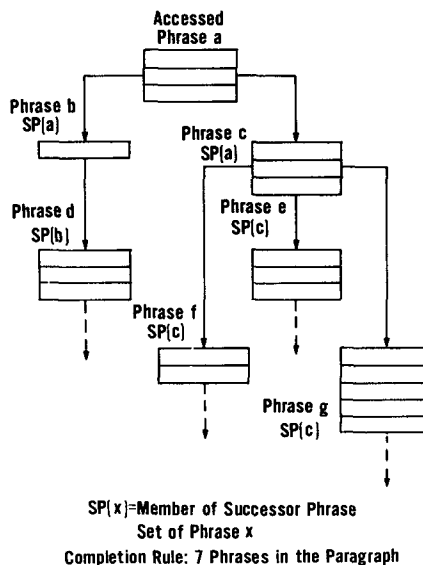 Accessed
Phrase a
Phrase b
SP(a)
Phrase c
SP(a)
Phrase d
SP(b)
Phrase e
SP(c)
Phrase f
SP(c)
Phrase g
SP(c)
SP(x)=Member of Successor Phrase
Set of Phrase x
Completion Rule: 7 Phrases in the Paragraph